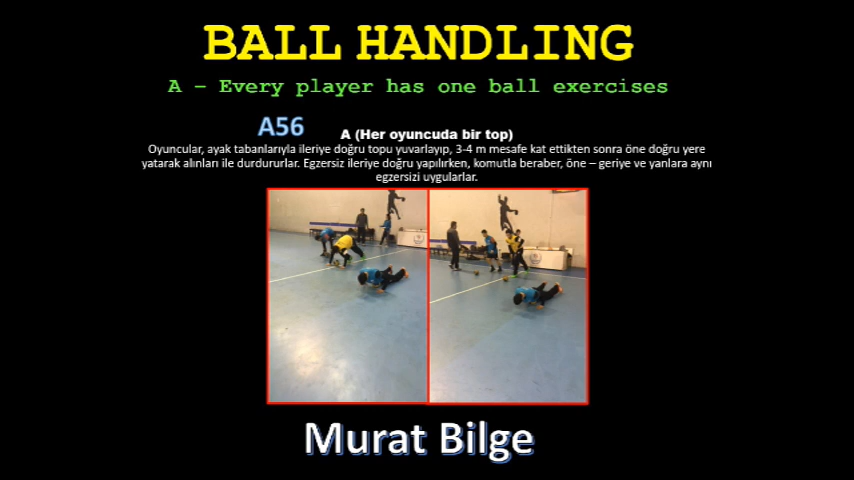 BALL HANDLING
A – Every player has one ball exercises
A56
A (Her oyuncuda bir top)
Oyuncular, ayak tabanlarıyla ileriye doğru topu yuvarlayıp, 3-4 m mesafe kat ettikten sonra öne doğru yere
yatarak alınları ile durdururlar. Egzersiz ileriye doğru yapılırken, komutla beraber, öne – geriye ve yanlara aynı
egzersizi uygularlar.
Murat Bilge